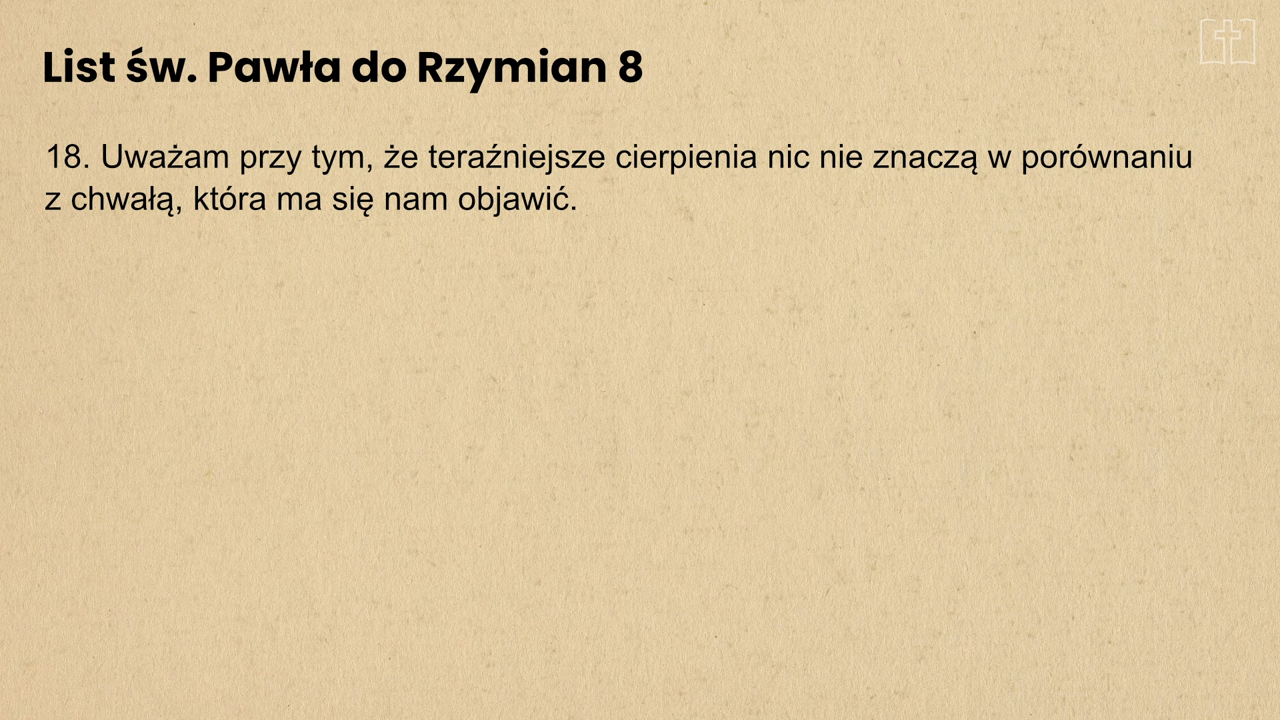 List św. Pawła do Rzymian 8
18. Uważam przy tym, że teraźniejsze cierpienia nic nie znaczą w porównaniu
z chwałą, która ma się nam objawić.